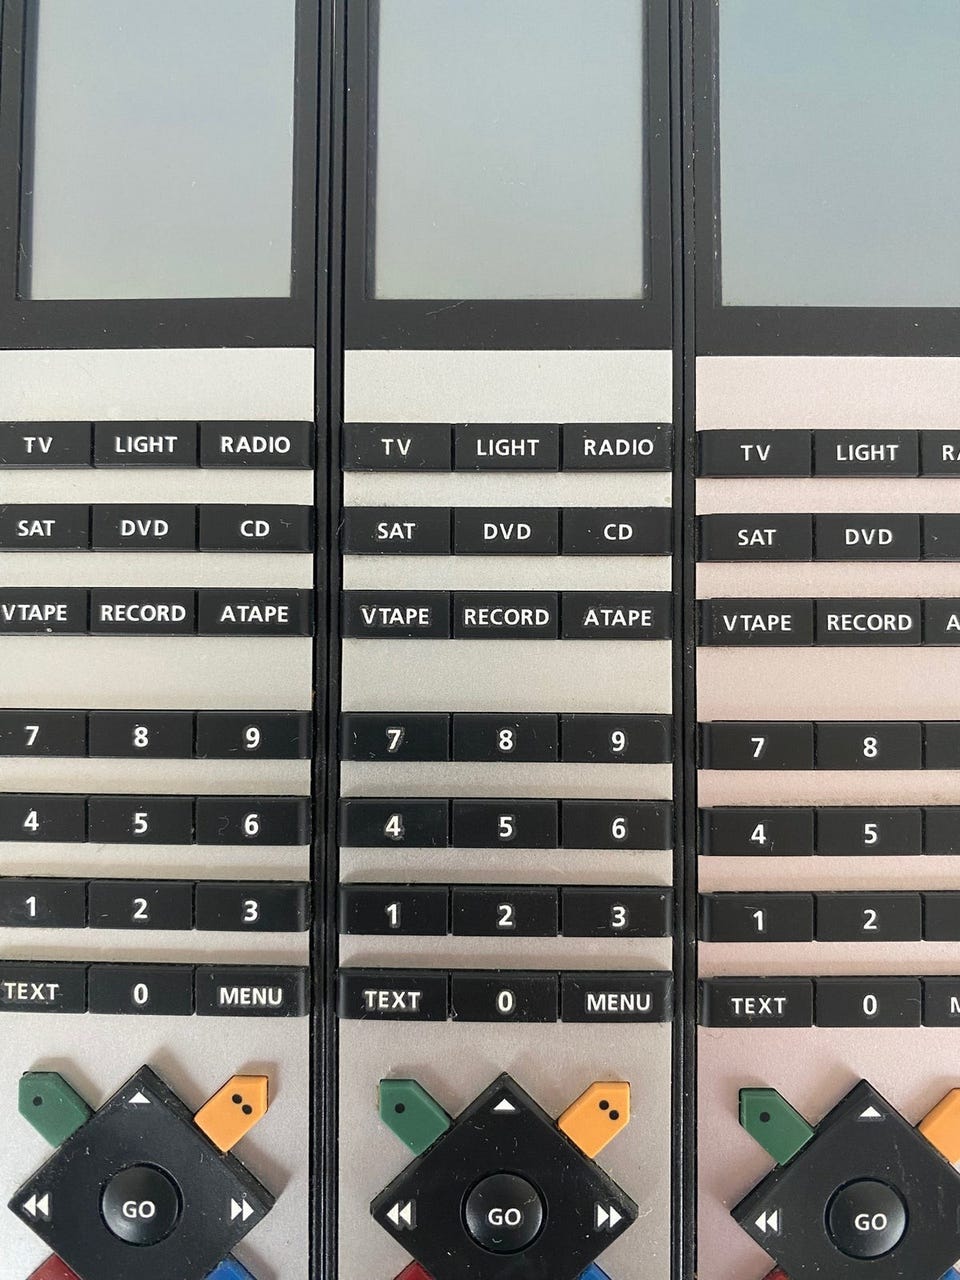 TV LIGHT RADIO TV LIGHT RADIO TV LIGHT
SAT DVD CD SAT DVD CD SAT DVD
VTAPE RECORD ATAPE VTAPE RECORD ATAPE VTAPE RECORD
7 8 9 7 8 9 7 8
4 5 6 4 5 6 4 5
1 2 3 1 2 3 1 2
TEXT 0 MENU TEXT 0 MENU TEXT 0
GO GO GO